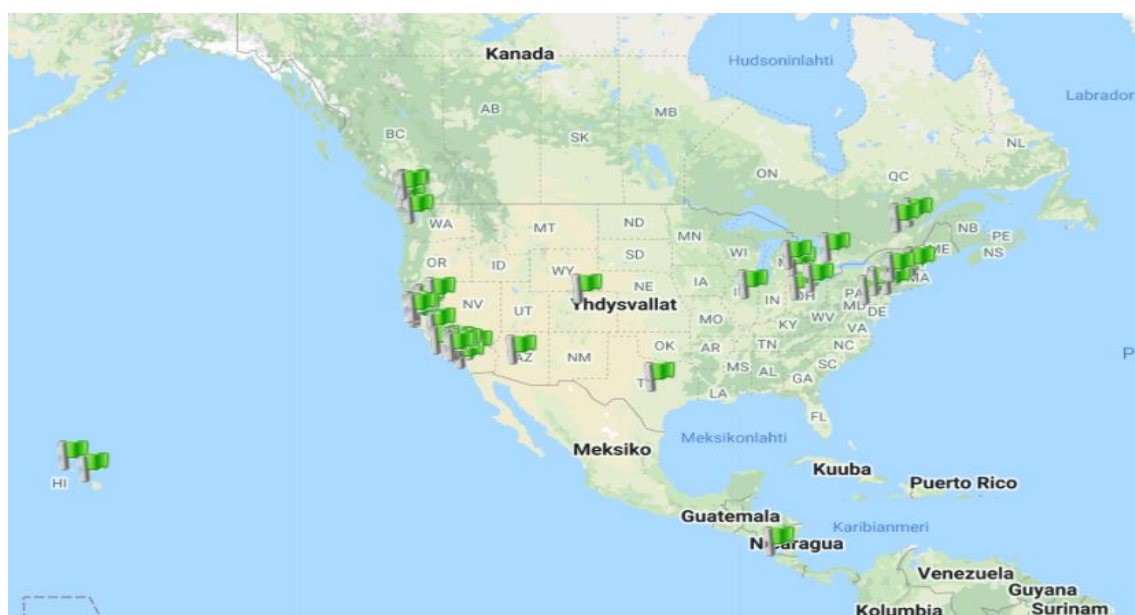 Kanada
Hudsoninlahti
Labrador
AB
MB
BC
SK
NL
ON
QC
NB
PE
NS
WA
MT
ND
MN
ME
OR
ID
SD
WI
WY
NE
IA
MA
NV
UT
Yhdysvallat
IN
OH
PA
MD
DE
MO
KY
WV
VA
AZ
NM
OK
AR
TN
NC
SC
MS
AL
GA
LA
FL
Meksiko
Meksikonlahti
Kuuba
Puerto Rico
HI
Guatemala
Karibianmeri
Venezuela
Guyana
Kolumbia
Surinam